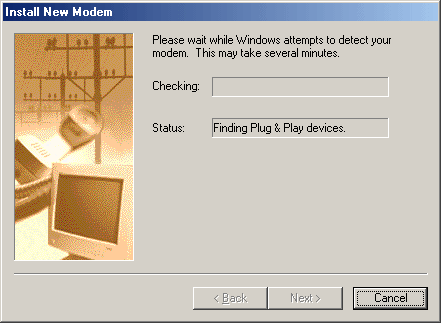 Install New Modem
Please wait while Windows attempts to detect your
modem. This may take several minutes.
Checking:
Status: Finding Plug & Play devices.
< Back Next > Cancel